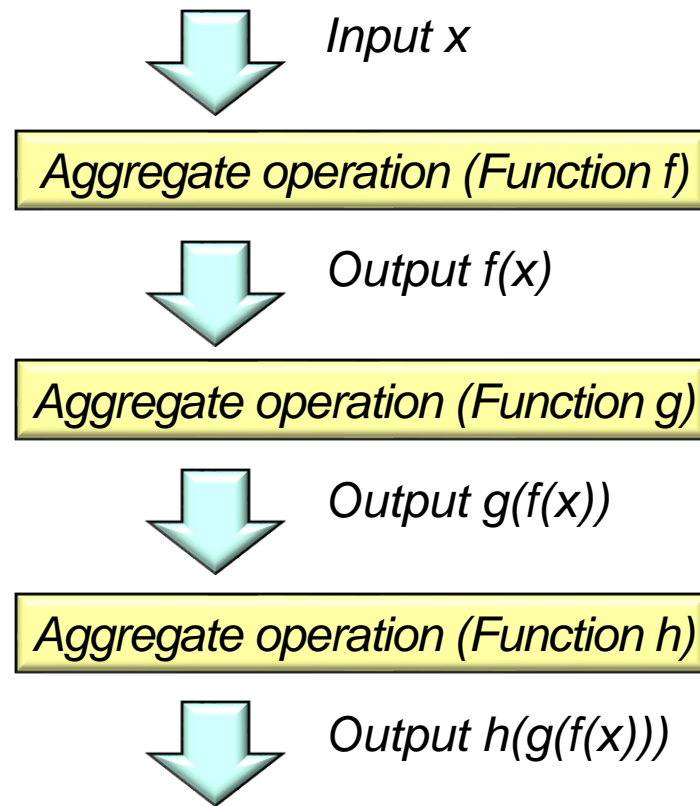 Input x
Aggregate operation (Function f)
Output f(x)
Aggregate operation (Function g)
Output g(f(x))
Aggregate operation (Function h)
Output h(g(f(x)))